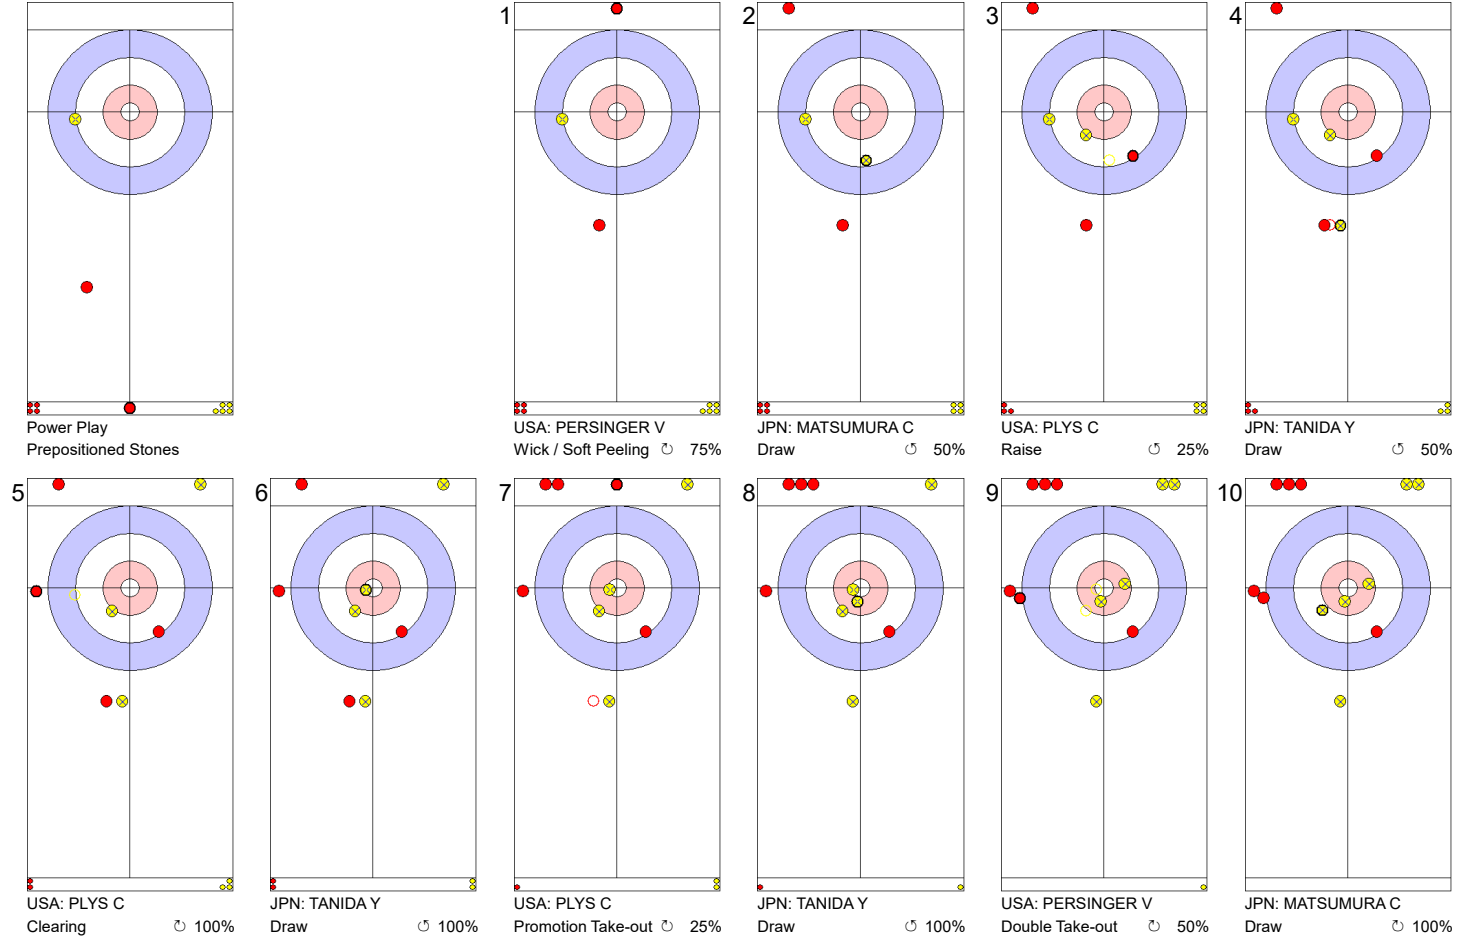 Power Play
Prepositioned Stones
1
USA: PERSINGER V
Wick / Soft Peeling ↻ 75%
2
JPN: MATSUMURA C
Draw ↺ 50%
3
USA: PLYS C
Raise ↺ 25%
4
JPN: TANIDA Y
Draw ↺ 50%
5
USA: PLYS C
Clearing ↻ 100%
6
JPN: TANIDA Y
Draw ↺ 100%
7
USA: PLYS C
Promotion Take-out ↻ 25%
8
JPN: TANIDA Y
Draw ↺ 100%
9
USA: PERSINGER V
Double Take-out ↻ 50%
10
JPN: MATSUMURA C
Draw ↻ 100%